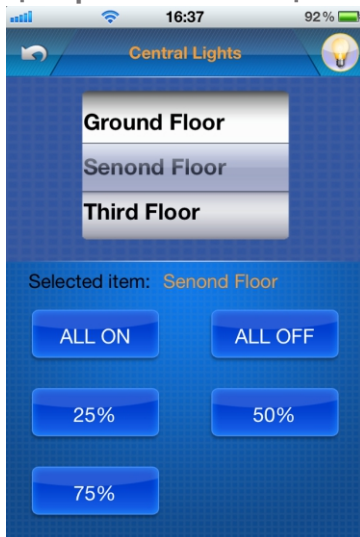 16:37 92%
Central Lights
Ground Floor
Senond Floor
Third Floor
Selected item: Senond Floor
ALL ON ALL OFF
25% 50%
75%